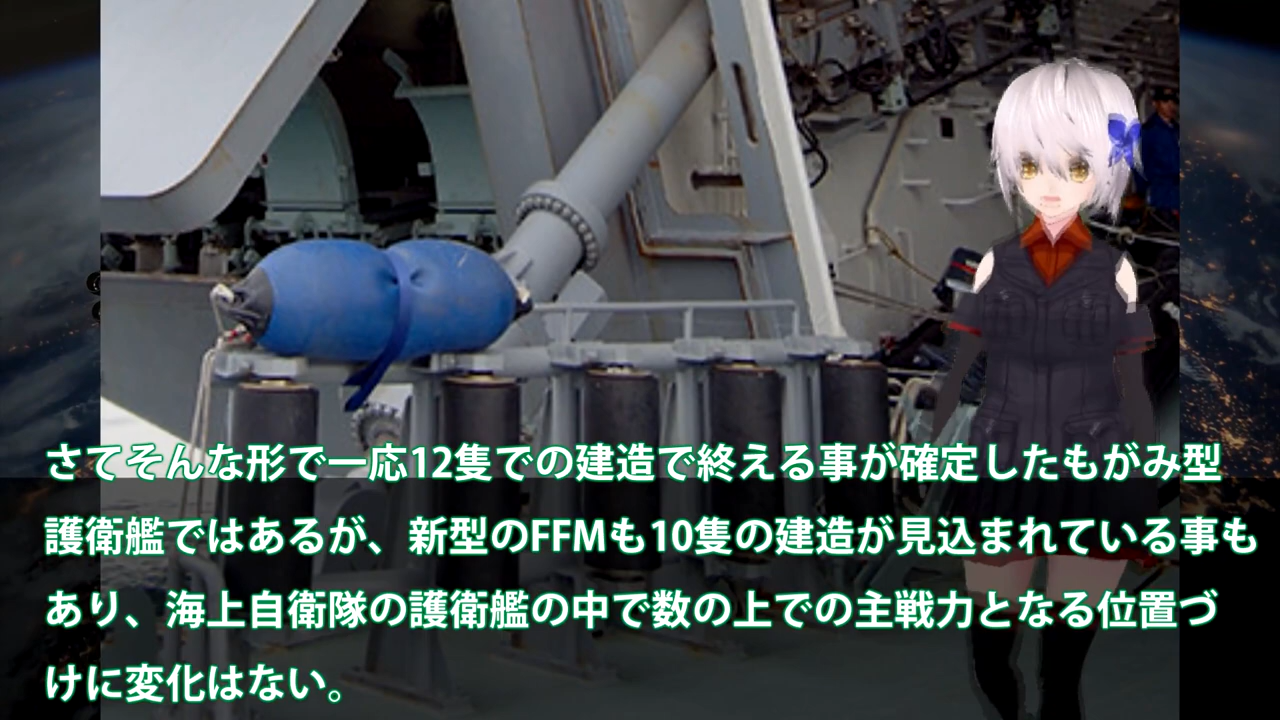 さてそんな形で一応12隻での建造で終える事が確定したもがみ型
護衛艦ではあるが、新型のFFMも10隻の建造が見込まれている事も
あり、海上自衛隊の護衛艦の中で数の上での主戦力となる位置づ
けに変化はない。